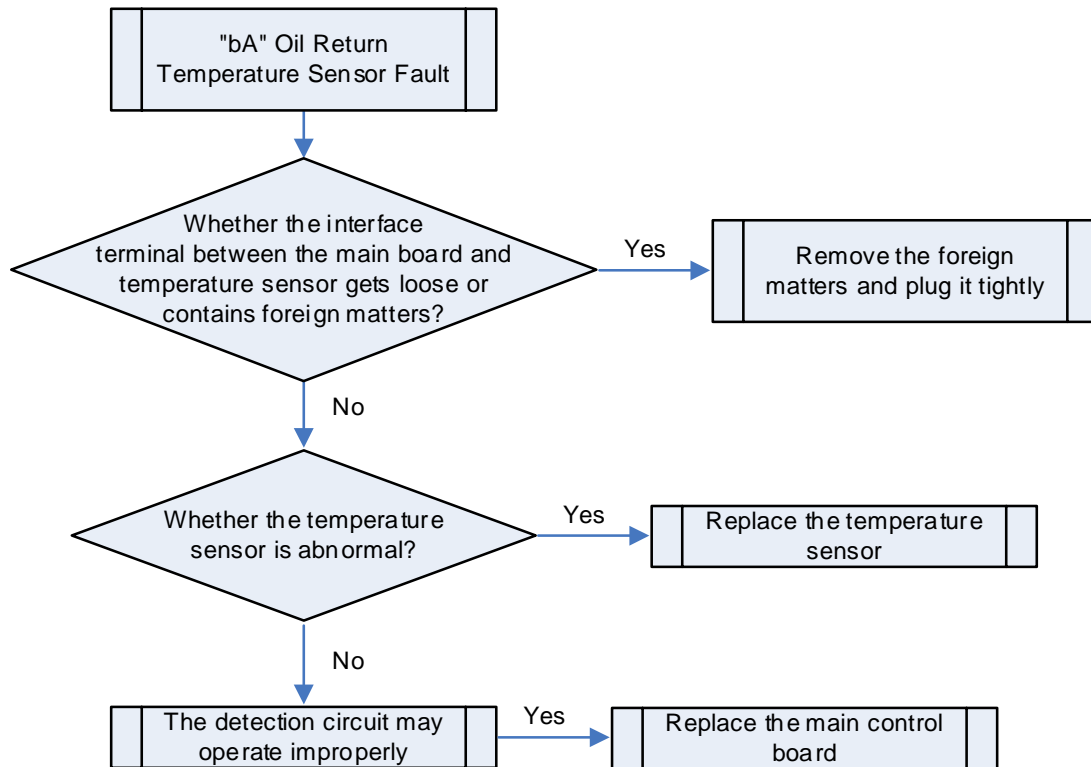 "bA" Oil Return
Temperature Sensor Fault
Whether the interface
terminal between the main board and
temperature sensor gets loose or
contains foreign matters?
Yes
Remove the foreign
matters and plug it tightly
No
Whether the temperature
sensor is abnormal?
Yes
Replace the temperature
sensor
No
The detection circuit may
operate improperly
Yes
Replace the main control
board